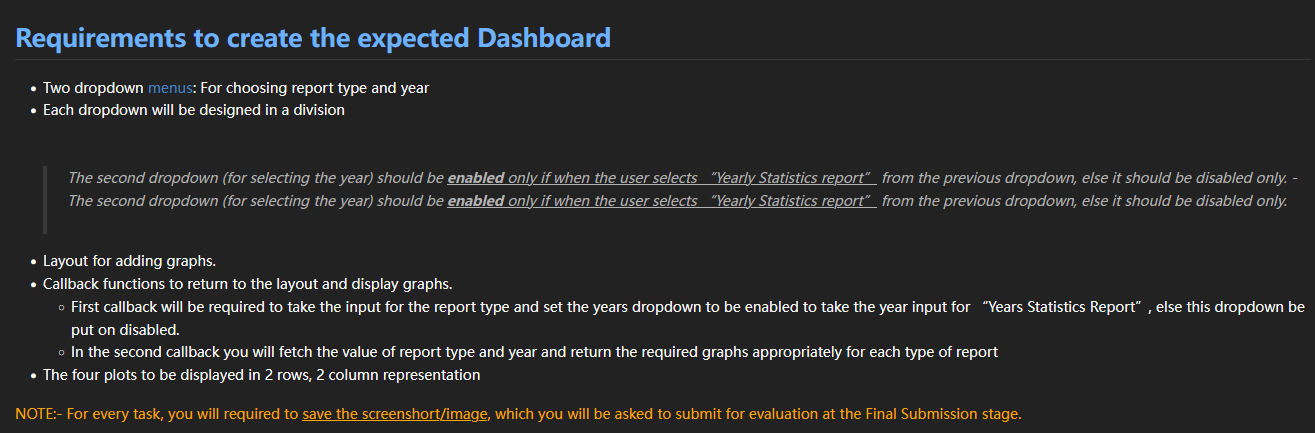 Requirements to create the expected Dashboard
• Two dropdown menus: For choosing report type and year
• Each dropdown will be designed in a division
The second dropdown (for selecting the year) should be enabled only if when the user selects “Yearly Statistics report” from the previous dropdown, else it should be disabled only. -
The second dropdown (for selecting the year) should be enabled only if when the user selects “Yearly Statistics report” from the previous dropdown, else it should be disabled only.
• Layout for adding graphs.
• Callback functions to return to the layout and display graphs.
◦ First callback will be required to take the input for the report type and set the years dropdown to be enabled to take the year input for “Years Statistics Report” , else this dropdown be
put on disabled.
◦ In the second callback you will fetch the value of report type and year and return the required graphs appropriately for each type of report
• The four plots to be displayed in 2 rows, 2 column representation
NOTE:- For every task, you will required to save the screenshort/image, which you will be asked to submit for evaluation at the Final Submission stage.